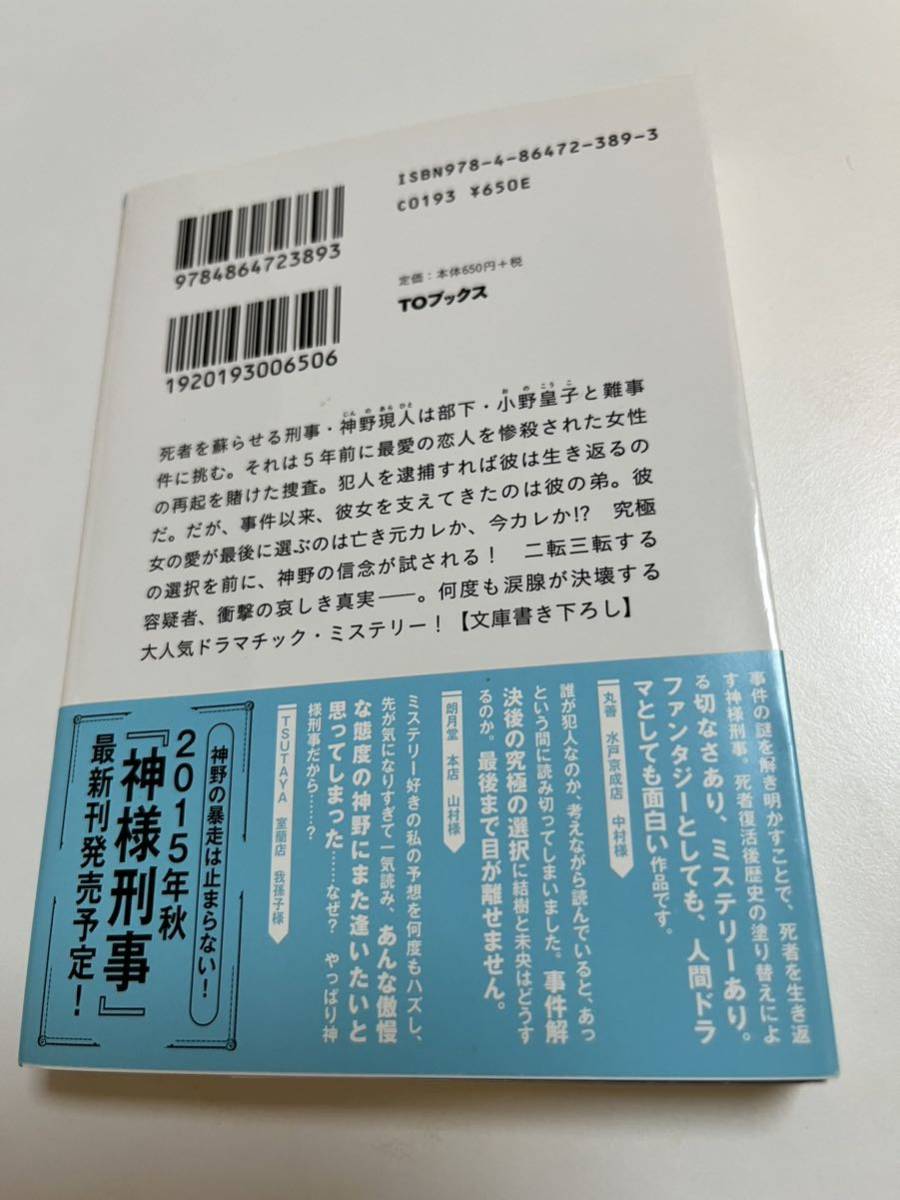 ISBN978-4-86472-389-3
C0193 ¥650E
9784864723893
定価：本体650円+税
TOブックス
1920193006506
死者を蘇らせる刑事・神野現人は部下・小野皇子と難事
じんのあらひと
おのこうこ
件に挑む。それは5年前に最愛の恋人を惨殺された女性
の再起を賭けた捜査。犯人を逮捕すれば彼は生き返るの
だ。だが、事件以来、彼女を支えてきたのは彼の弟。彼
女の愛が最後に選ぶのは亡き元カレか、今カレか!?　究極
の選択を前に、神野の信念が試される！　二転三転する
容疑者、衝撃の哀しき真実――。何度も涙腺が決壊する
大人気ドラマチック・ミステリー！【文庫書き下ろし】
事件の謎を解き明かすことで、死者を生き返
す神様刑事。死者復活後歴史の塗り替えによ
る切なさあり、ミステリーあり。
ファンタジーとしても、人間ドラ
マとしても面白い作品です。
丸善　水戸京成店　中村様
誰が犯人なのか、考えながら読んでいると、あっ
という間に読み切ってしまいました。事件解
決後の究極の選択に結樹と未央はどうす
るのか。最後まで目が離せません。
朗月堂　本店　山村様
ミステリー好きの私の予想を何度もハズし、
先が気になりすぎて一気読み、あんな傲慢
な態度の神野にまた逢いたいと
思ってしまった……なぜ？　やっぱり神
様刑事だから……？
TSUTAYA　室蘭店　我孫子様
神野の暴走は止まらない！
2015年秋
『神様刑事』
最新刊発売予定！